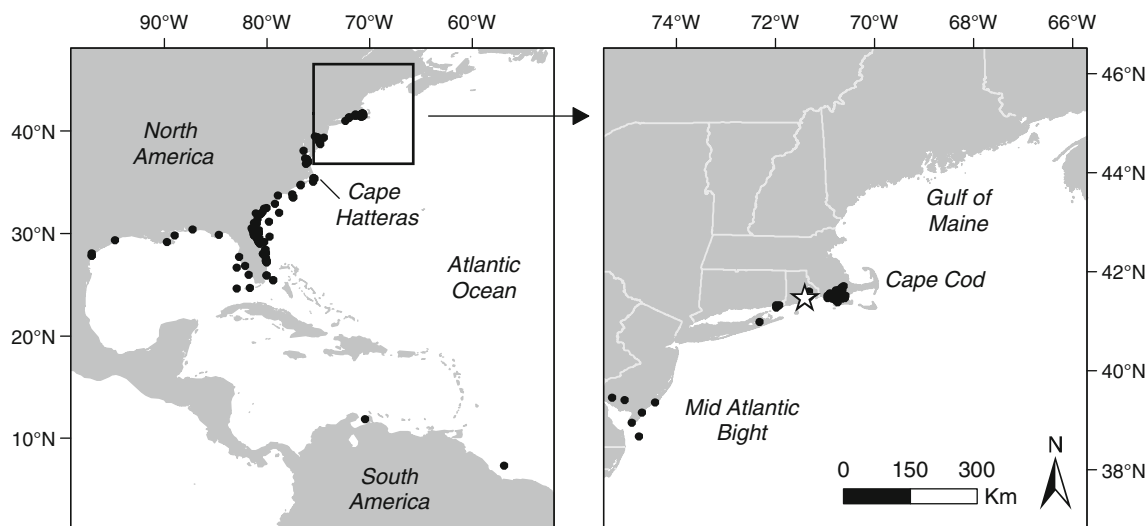 90°W 80°W 70°W 60°W
40°N
30°N
20°N
10°N
North
America
Cape
Hatteras
Atlantic
Ocean
South
America
74°W 72°W 70°W 68°W 66°W
46°N
44°N
42°N
40°N
38°N
Gulf of
Maine
Cape Cod
Mid Atlantic
Bight
0 150 300
Km
N